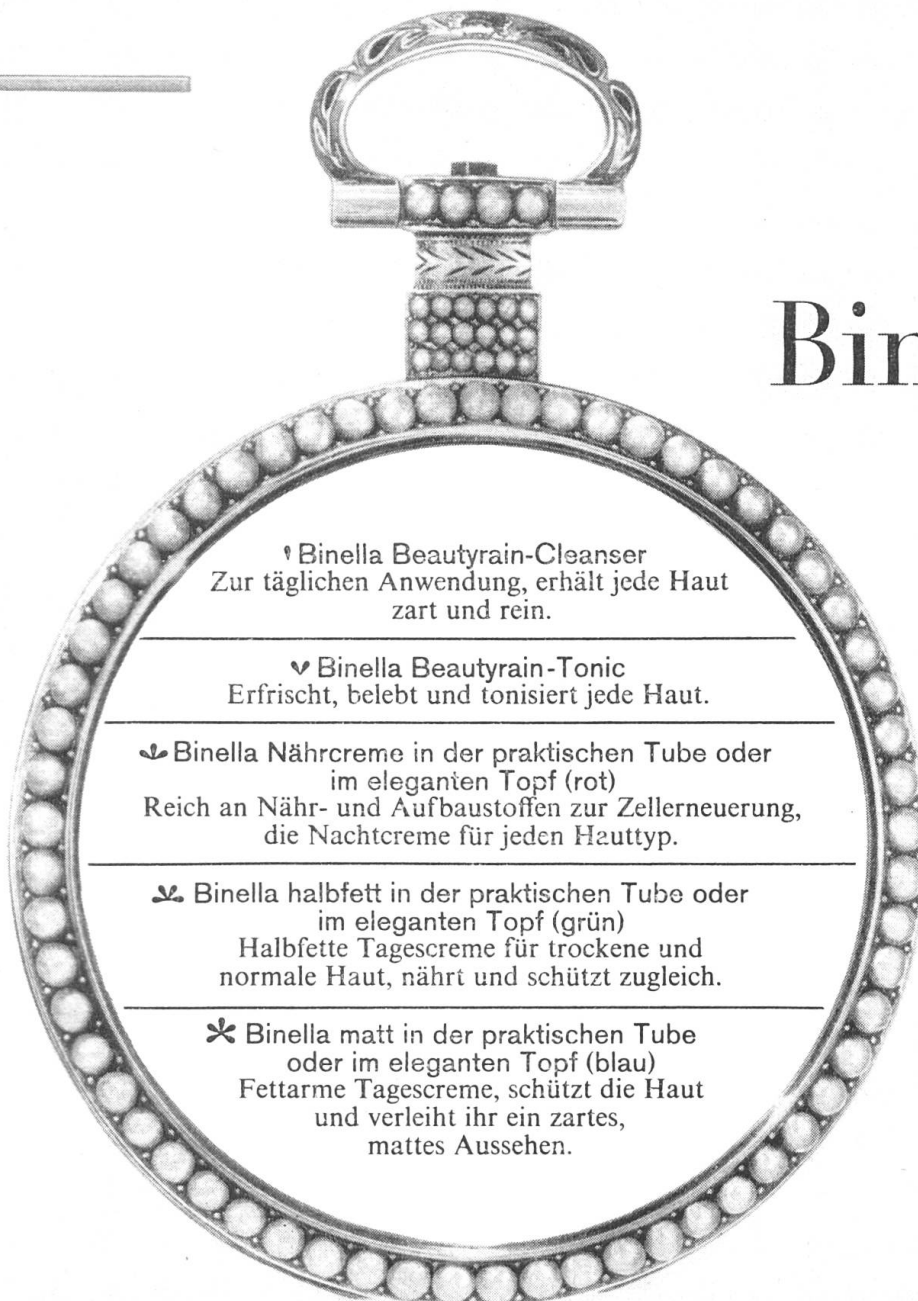 Bin
Binella Beautyrain-Cleanser
Zur täglichen Anwendung, erhält jede Haut
zart und rein.
Binella Beautyrain-Tonic
Erfrischt, belebt und tonisiert jede Haut.
Binella Nährcreme in der praktischen Tube oder
im eleganten Topf (rot)
Reich an Nähr- und Aufbaustoffen zur Zellerneuerung,
die Nachtcreme für jeden Hauttyp.
Binella halbfett in der praktischen Tube oder
im eleganten Topf (grün)
Halbfette Tagescreme für trockene und
normale Haut, nährt und schützt zugleich.
Binella matt in der praktischen Tube
oder im eleganten Topf (blau)
Fettarme Tagescreme, schützt die Haut
und verleiht ihr ein zartes,
mattes Aussehen.